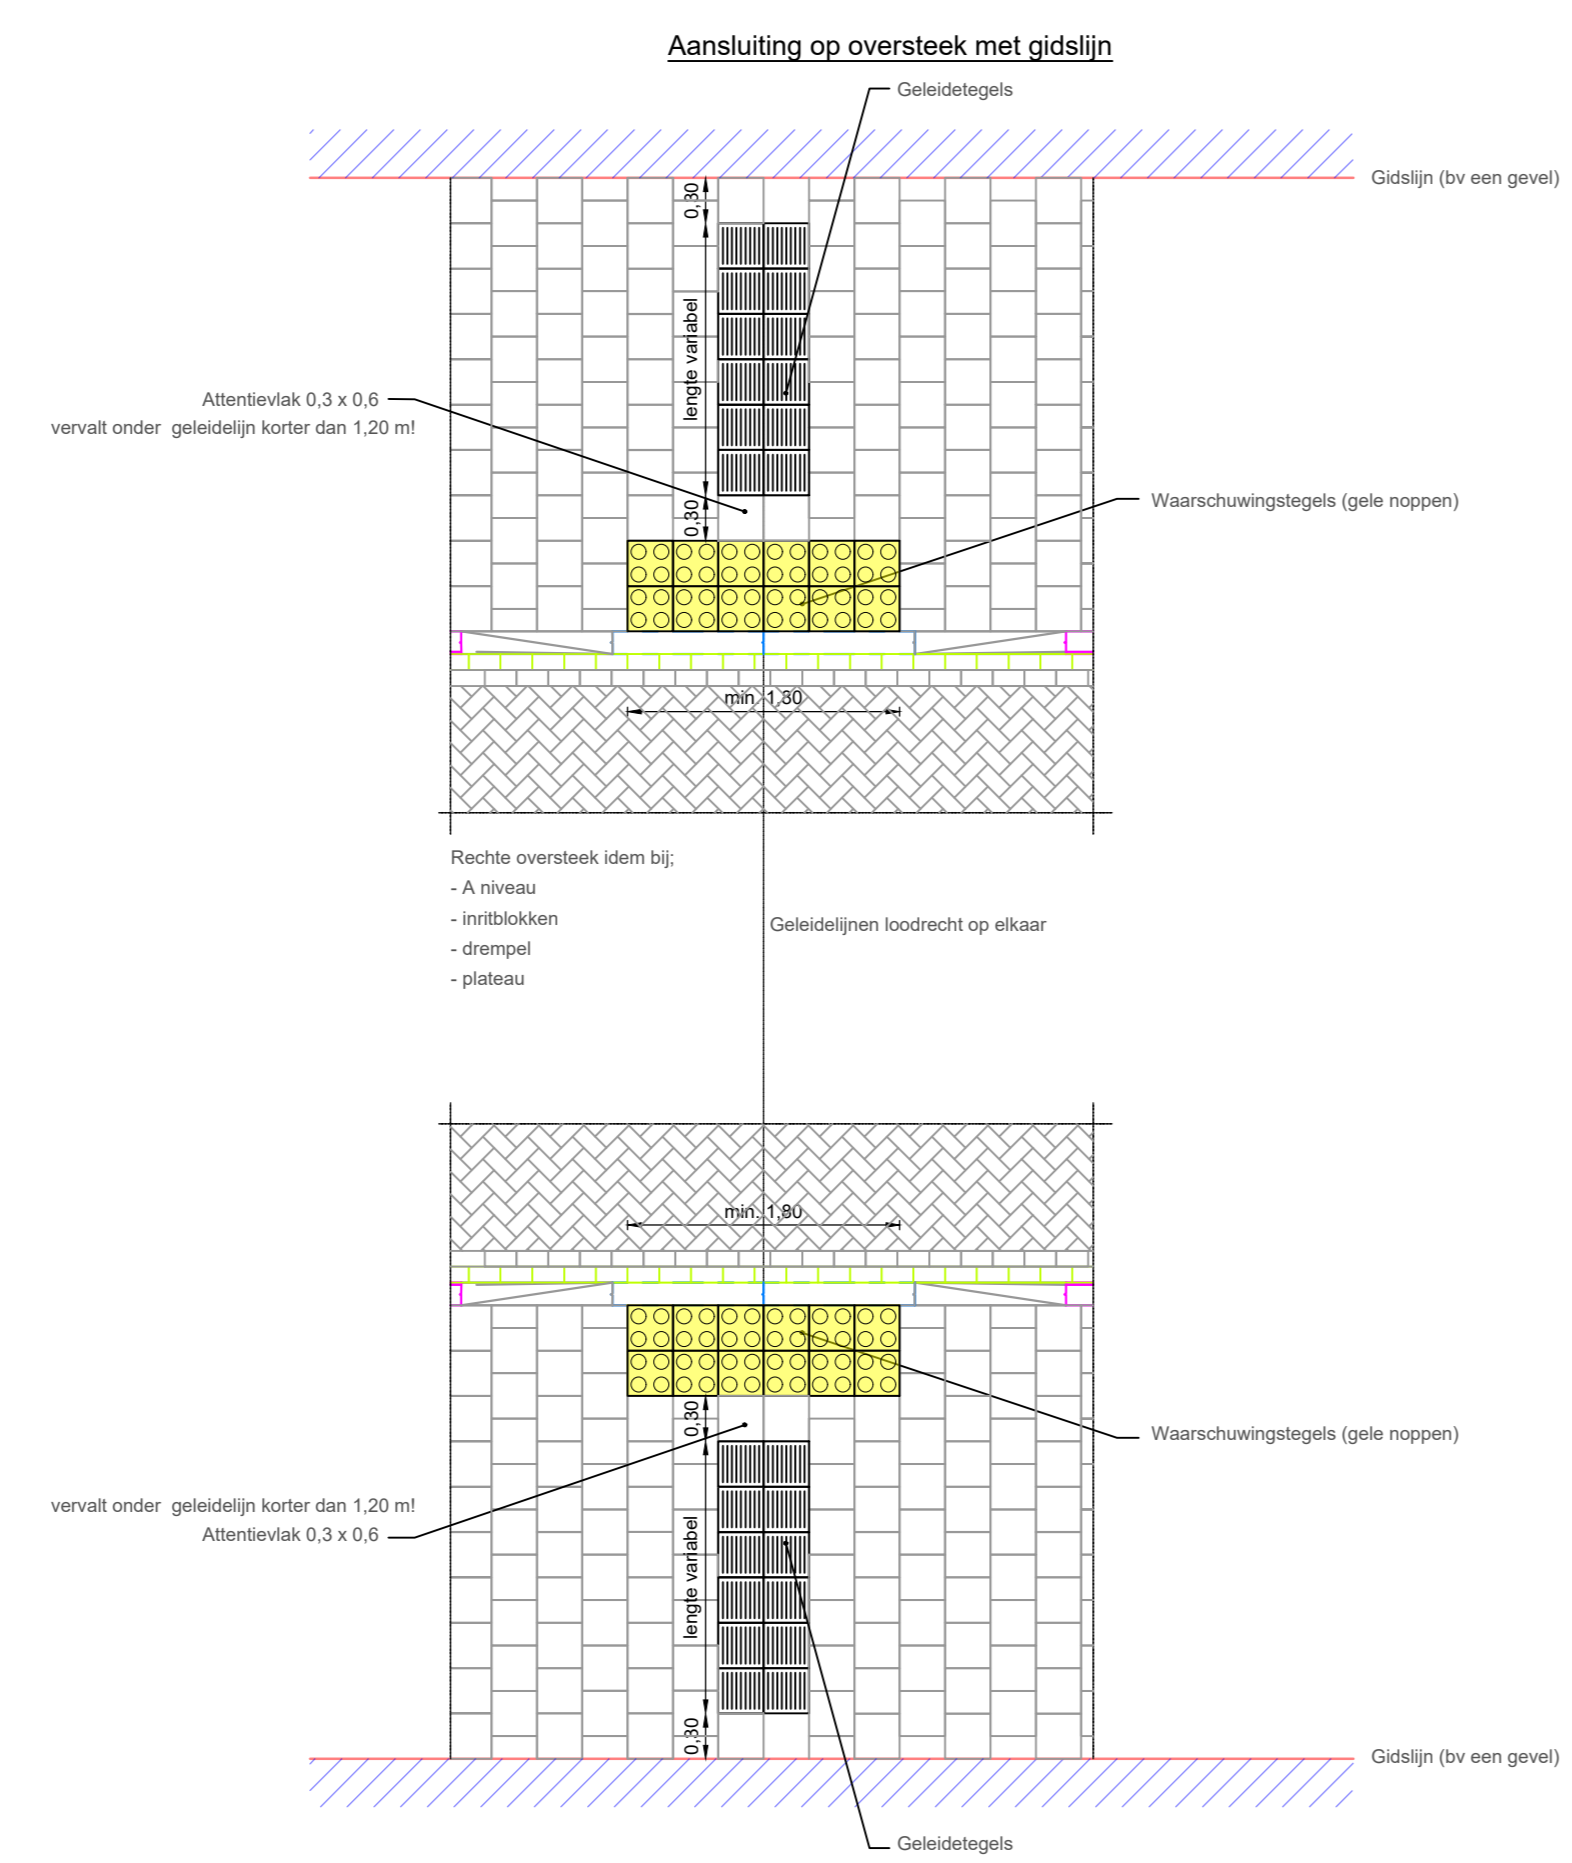 Aansluiting op oversteek met gidslijn
Geleidetegels
Gidslijn (bv een gevel)
0,30
lengte variabel
Attentievlak 0,3 x 0,6
vervalt onder geleidelijn korter dan 1,20 m!
0,30
Waarschuwingstegels (gele noppen)
min. 1,80
Rechte oversteek idem bij;
- A niveau
- inritblokken
- drempel
- plateau
Geleidelijnen loodrecht op elkaar
min. 1,80
0,30
Waarschuwingstegels (gele noppen)
vervalt onder geleidelijn korter dan 1,20 m!
Attentievlak 0,3 x 0,6
lengte variabel
0,30
Gidslijn (bv een gevel)
Geleidetegels